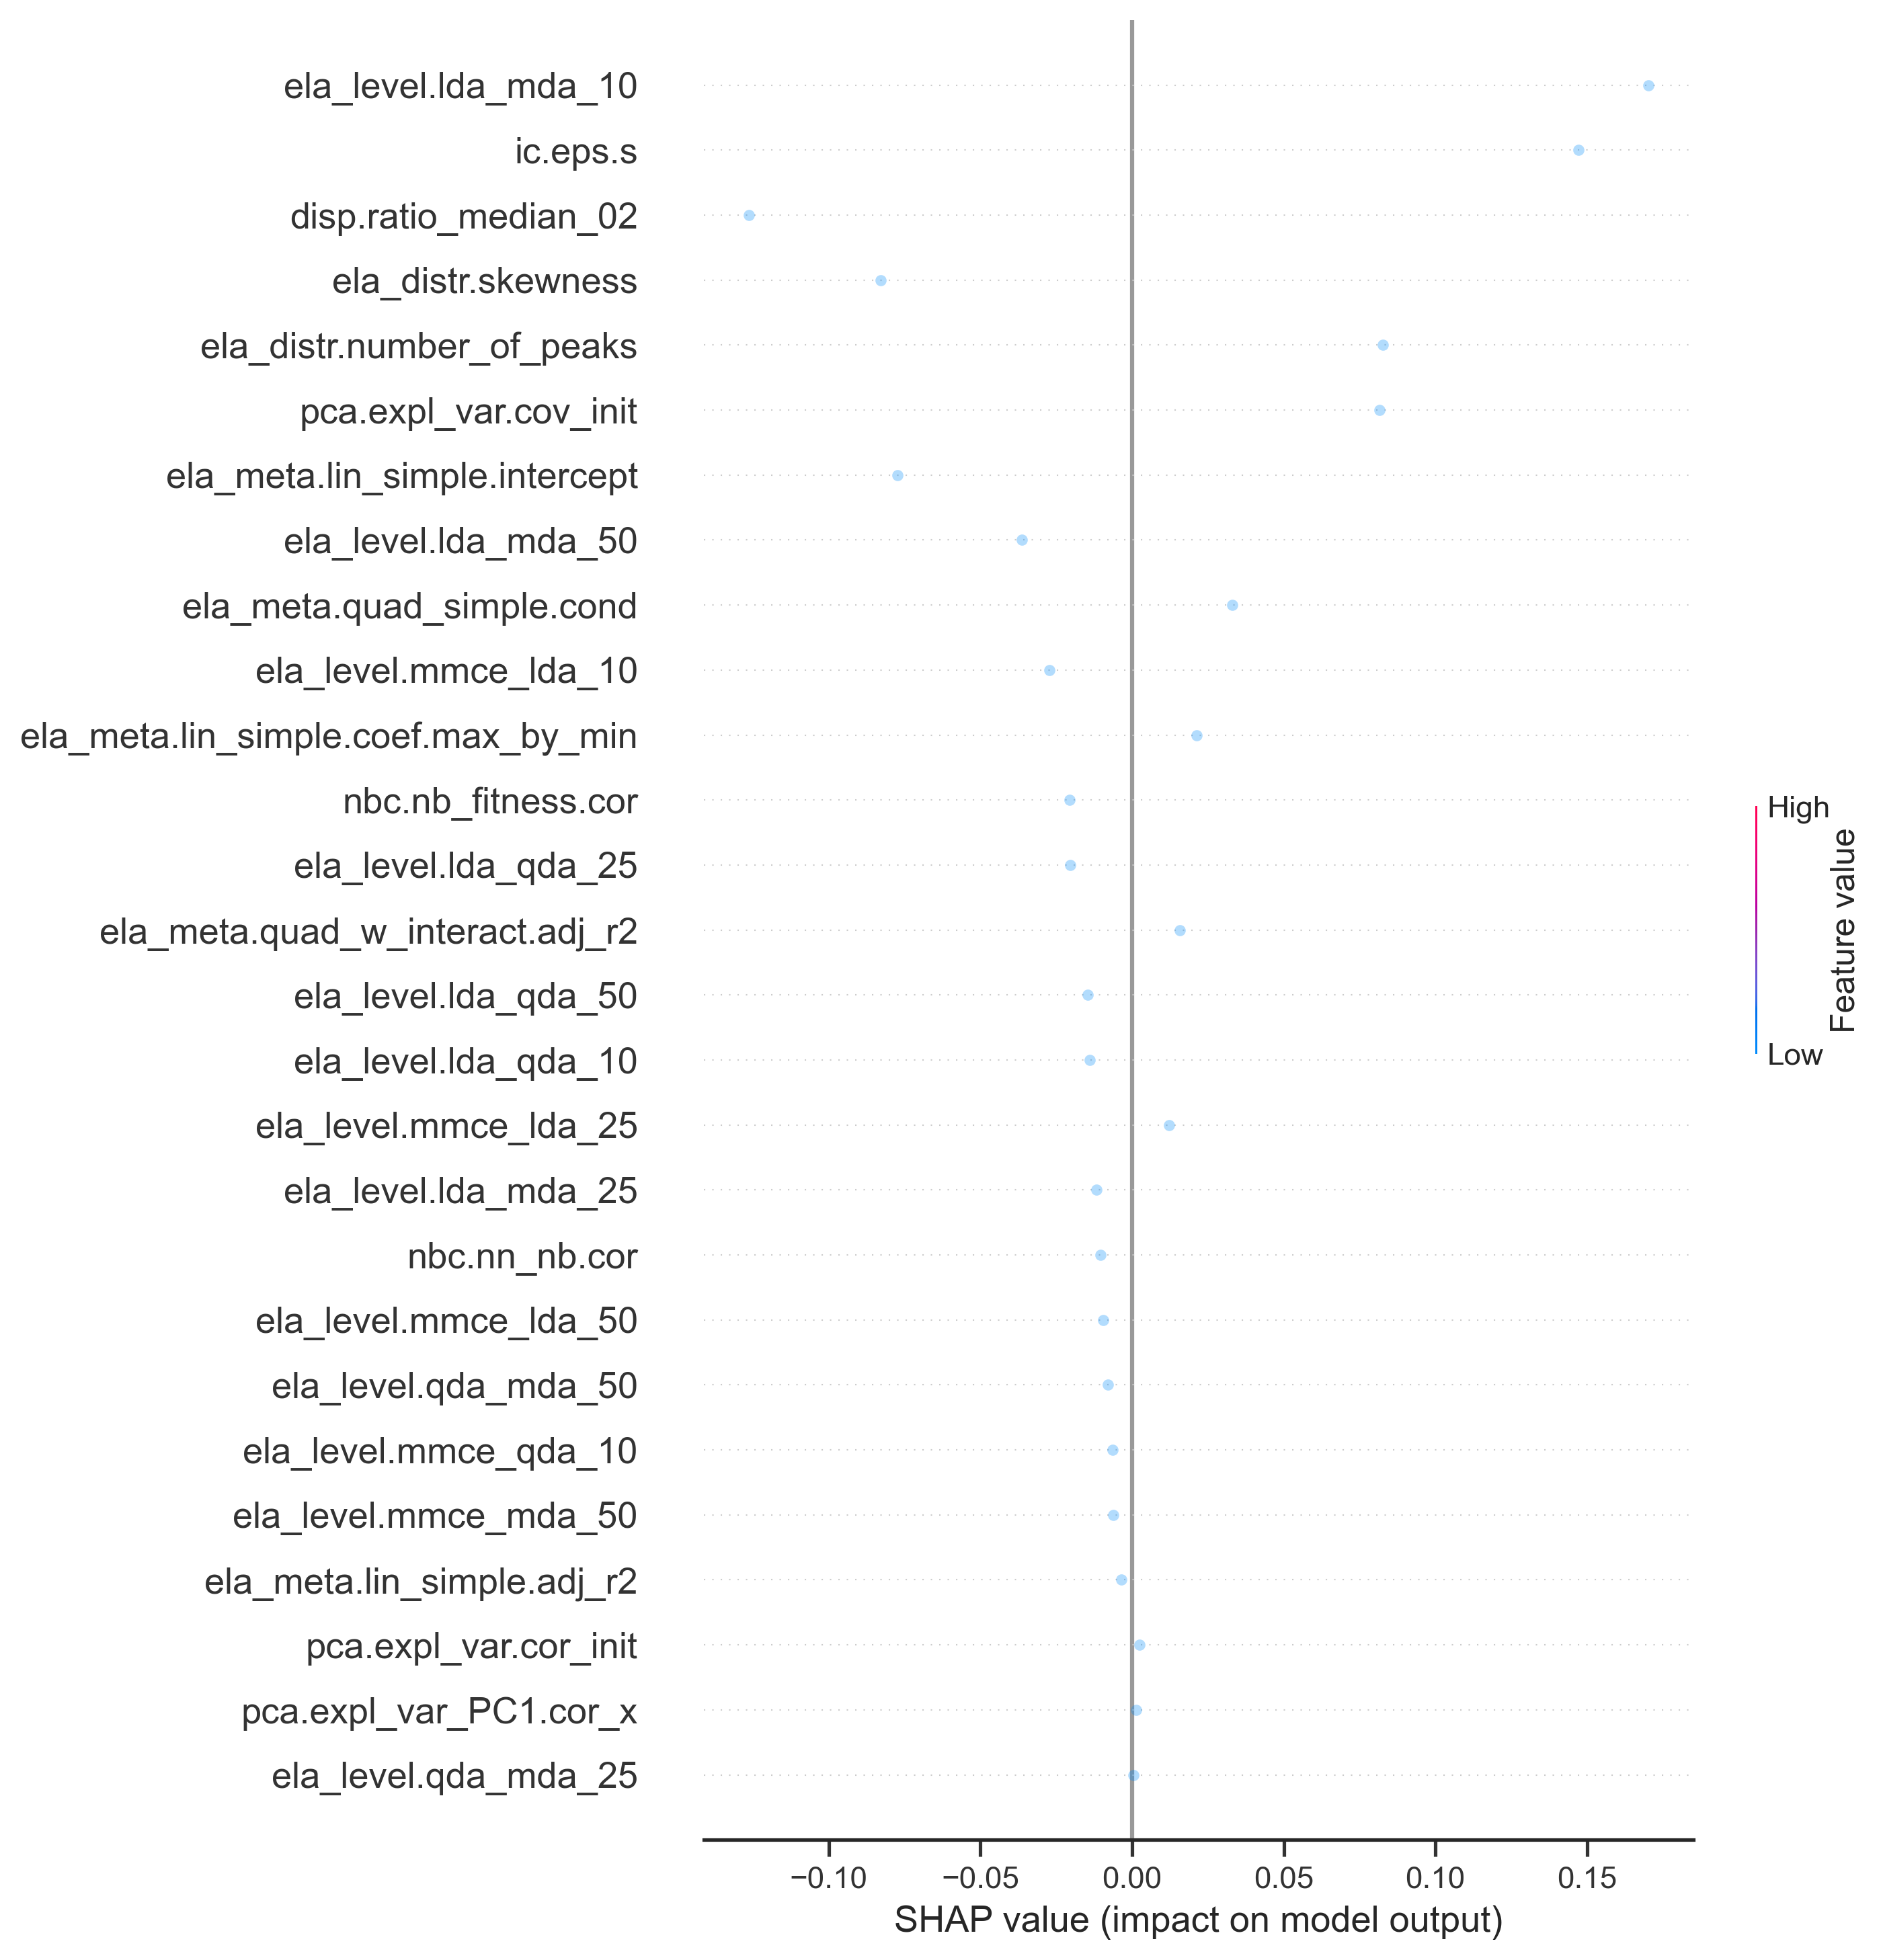 ela_level.lda_mda_10
ic.eps.s
disp.ratio_median_02
ela_distr.skewness
ela_distr.number_of_peaks
pca.expl_var.cov_init
ela_meta.lin_simple.intercept
ela_level.lda_mda_50
ela_meta.quad_simple.cond
ela_level.mmce_lda_10
ela_meta.lin_simple.coef.max_by_min
nbc.nb_fitness.cor
ela_level.lda_qda_25
ela_meta.quad_w_interact.adj_r2
ela_level.lda_qda_50
ela_level.lda_qda_10
ela_level.mmce_lda_25
ela_level.lda_mda_25
nbc.nn_nb.cor
ela_level.mmce_lda_50
ela_level.qda_mda_50
ela_level.mmce_qda_10
ela_level.mmce_mda_50
ela_meta.lin_simple.adj_r2
pca.expl_var.cor_init
pca.expl_var_PC1.cor_x
ela_level.qda_mda_25
−0.10 −0.05 0.00 0.05 0.10 0.15
SHAP value (impact on model output)
High
Feature value
Low